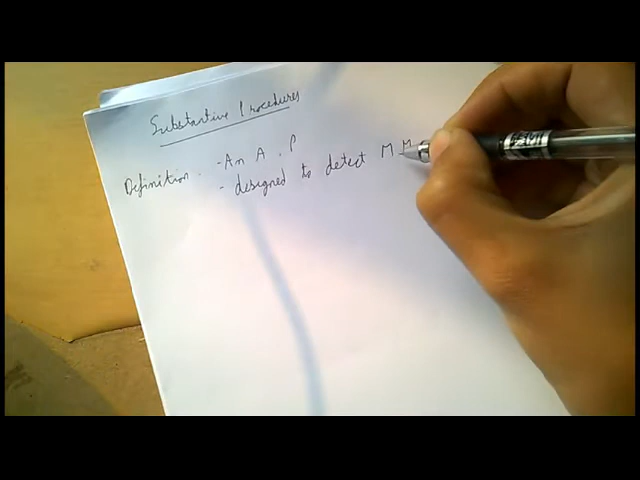 Substantive Procedures
Definition. - An A.P
- designed to detect M M